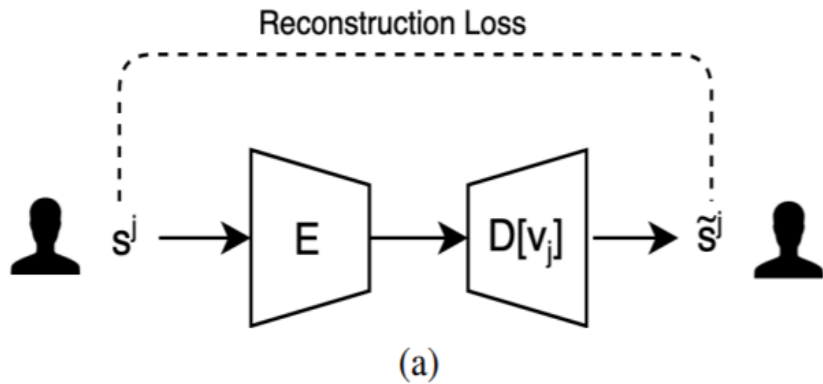 Reconstruction Loss
s^j E D[v_j] s̃^j
(a)